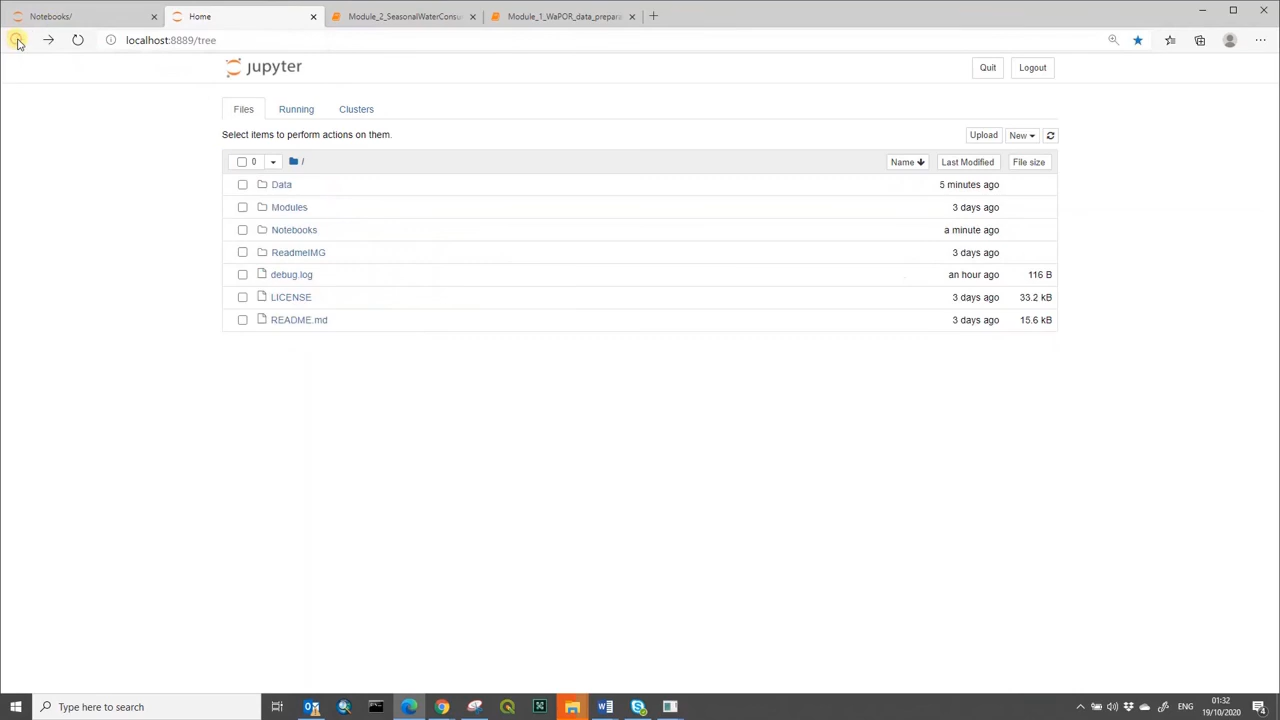 Notebooks/
Home
Module_2_SeasonalWaterConsu
Module_1_WaPOR_data_prepara
localhost:8889/tree
jupyter
Quit
Logout
Files
Running
Clusters
Select items to perform actions on them.
Upload
New
0
/
Name
Last Modified
File size
Data
5 minutes ago
Modules
3 days ago
Notebooks
a minute ago
ReadmeIMG
3 days ago
debug.log
an hour ago
116 B
LICENSE
3 days ago
33.2 kB
README.md
3 days ago
15.6 kB
Type here to search
ENG
01:32
19/10/2020
4